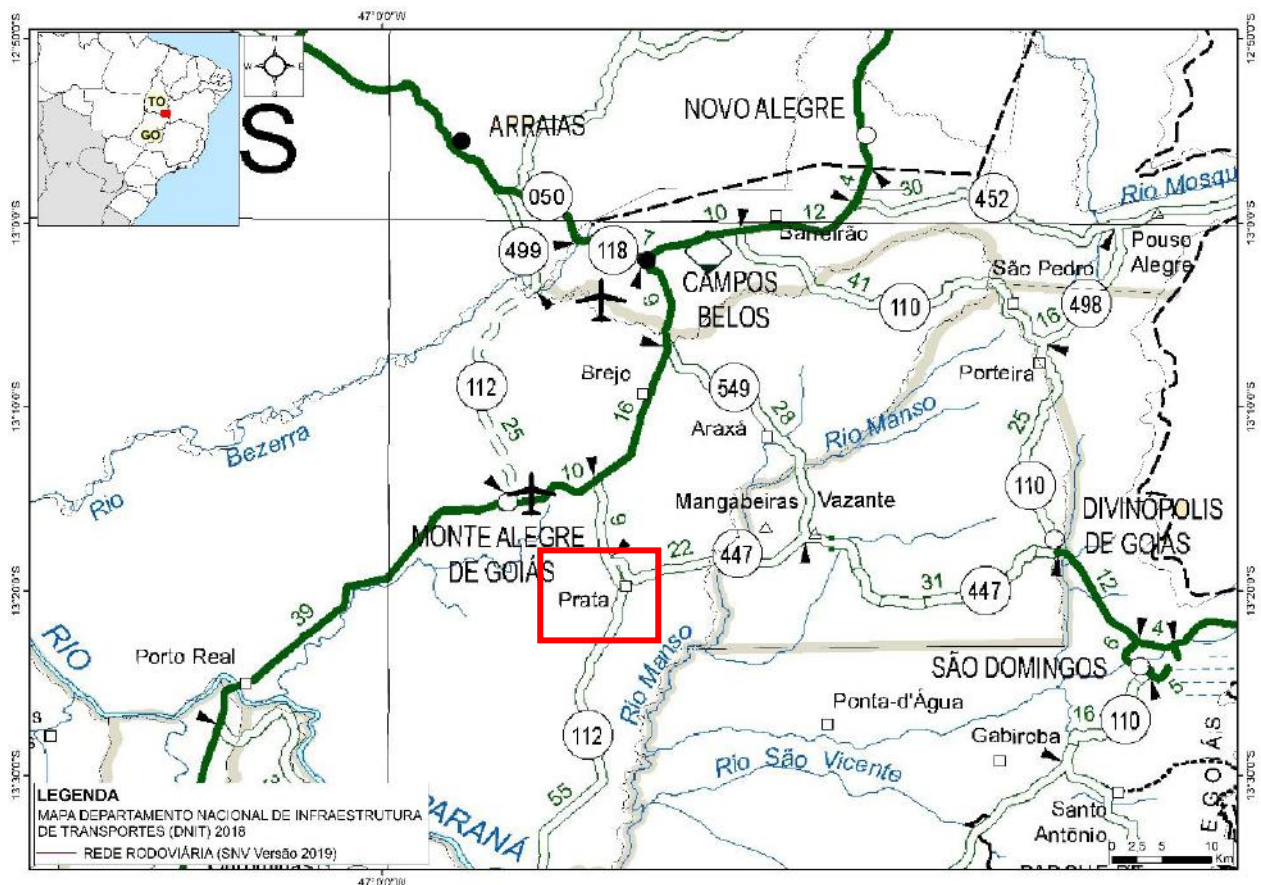 47°0'0"W
12°50'0"S
TO
GO
N
W
E
S
S
ARRAIAS
NOVO ALEGRE
050
4
30
452
Rio Mosqu
13°0'0"S
13°0'0"S
10
12
Barreirão
499
118
7
Pouso
Alegre
São Pedro
CAMPOS
BELOS
6
41
110
498
16
112
Brejo
549
Porteira
13°10'0"S
13°10'0"S
16
28
Araxá
Rio Manso
25
25
Rio Bezerra
10
110
Mangabeiras
Vazante
DIVINÓPOLIS
DE GOIÁS
MONTE ALEGRE
DE GOIÁS
9
22
447
31
447
12
13°20'0"S
13°20'0"S
Prata
39
RIO
Porto Real
Rio Manso
6
4
SÃO DOMINGOS
5
Ponta-d'Água
112
16
110
Gabiroba
Rio São Vicente
13°30'0"S
13°30'0"S
55
PARANÁ
Santo
Antônio
E GOIÁS
LEGENDA
MAPA DEPARTAMENTO NACIONAL DE INFRAESTRUTURA
DE TRANSPORTES (DNIT) 2018
REDE RODOVIÁRIA (SNV Versão 2019)
0 2,5 5 10
Km
47°0'0"W